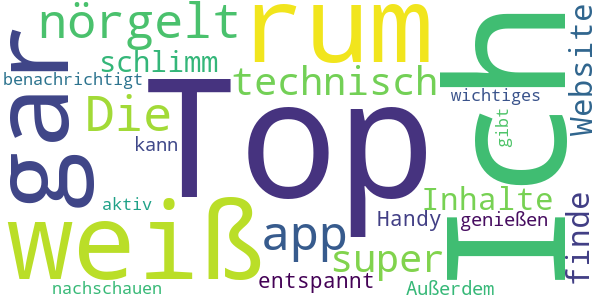 nörgelt
rum
schlimm
benachrichtigt
technisch
Die
Top
gar
kann
wichtiges
gibt
Ich
Website
aktiv
weiß
app
Handy
Inhalte
genießen
finde
super
entspannt
nachschauen
Außerdem